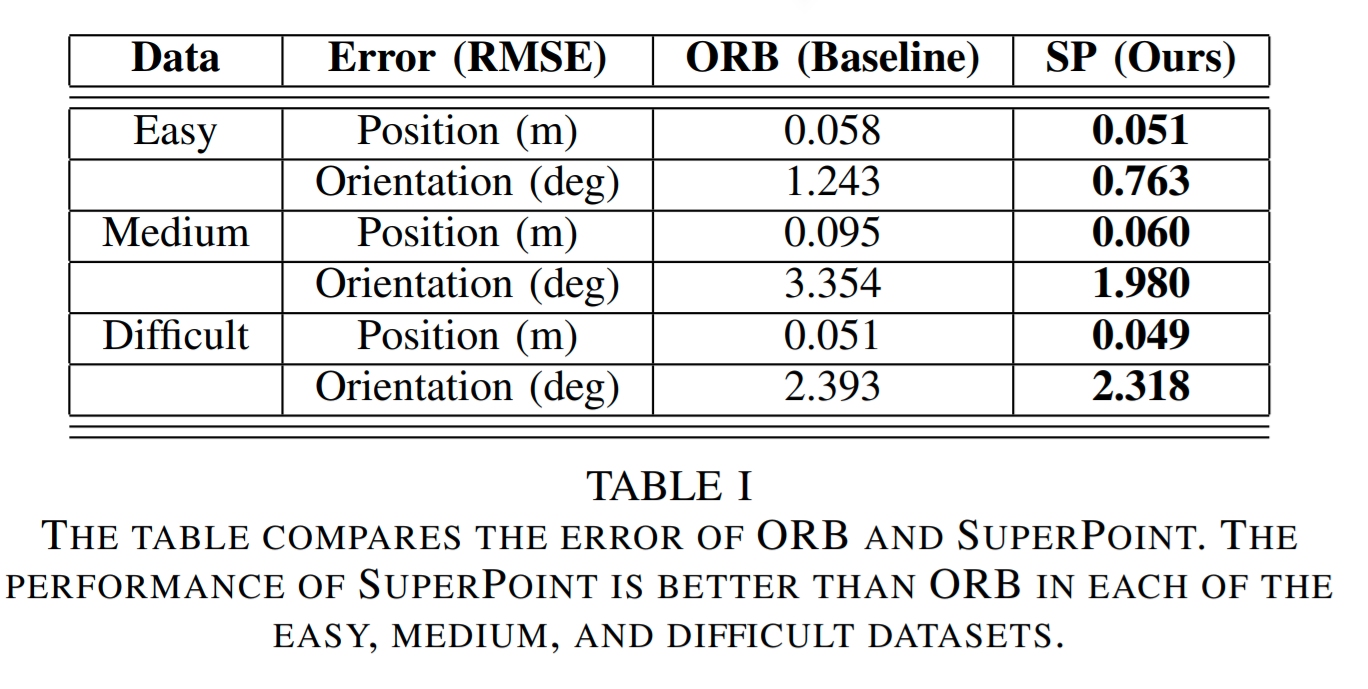 Data Error (RMSE) ORB (Baseline) SP (Ours)
Easy Position (m) 0.058 0.051
Orientation (deg) 1.243 0.763
Medium Position (m) 0.095 0.060
Orientation (deg) 3.354 1.980
Difficult Position (m) 0.051 0.049
Orientation (deg) 2.393 2.318
TABLE I
THE TABLE COMPARES THE ERROR OF ORB AND SUPERPOINT. THE
PERFORMANCE OF SUPERPOINT IS BETTER THAN ORB IN EACH OF THE
EASY, MEDIUM, AND DIFFICULT DATASETS.